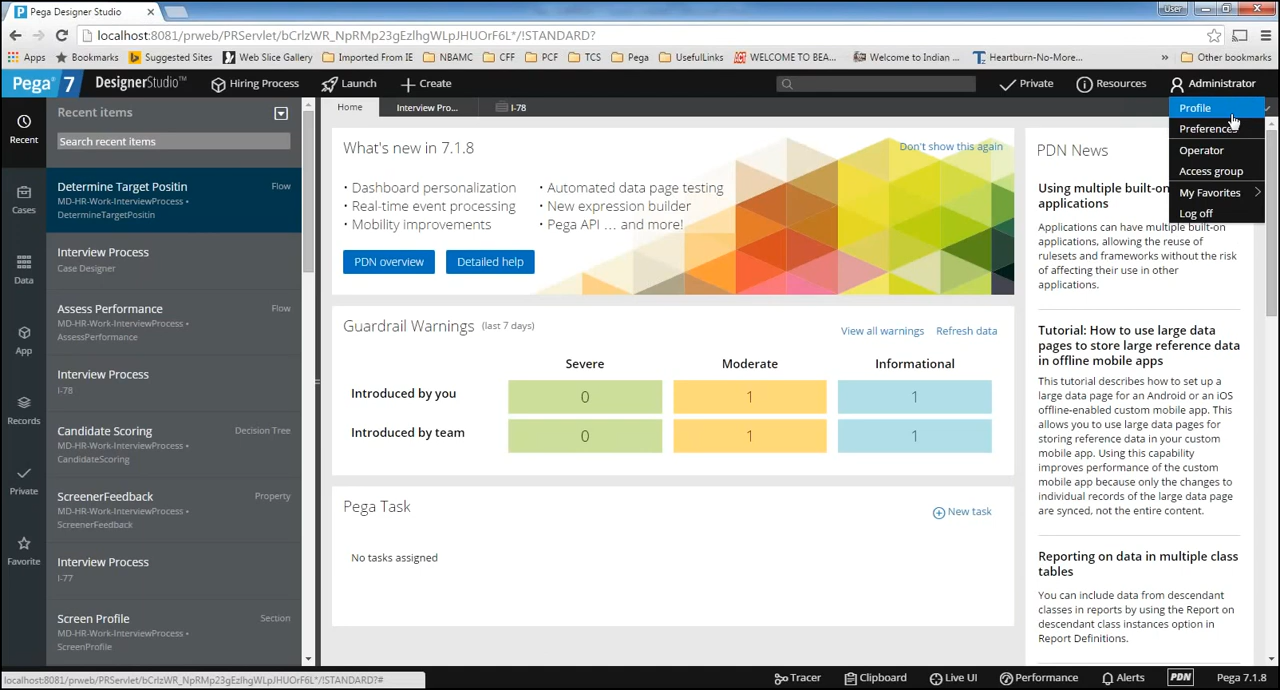 Pega Designer Studio
User
localhost:8081/prweb/PRServlet/bCrIzWR_NpRMp23gEzlhgWLpJHUOrF6L*/!STANDARD?
Apps Bookmarks Suggested Sites Web Slice Gallery Imported From IE NBAMC CFF PCF TCS Pega UsefulLinks WELCOME TO BEA... Welcome to Indian ... Heartburn-No-More... » Other bookmarks
Pega 7 DesignerStudio™ Hiring Process Launch Create Private Resources Administrator
Home Interview Pro... I-78
Profile
Preferences
Operator
Access group
My Favorites
Log off
Recent
Cases
Data
App
Records
Private
Favorite
Recent items
Search recent items
Determine Target Positin Flow
MD-HR-Work-InterviewProcess •
DetermineTargetPositin
Interview Process
Case Designer
Assess Performance Flow
MD-HR-Work-InterviewProcess •
AssessPerformance
Interview Process
I-78
Candidate Scoring Decision Tree
MD-HR-Work-InterviewProcess •
CandidateScoring
ScreenerFeedback Property
MD-HR-Work-InterviewProcess •
ScreenerFeedback
Interview Process
I-77
Screen Profile Section
MD-HR-Work-InterviewProcess •
ScreenProfile
What's new in 7.1.8
Don't show this again
• Dashboard personalization
• Real-time event processing
• Mobility improvements
• Automated data page testing
• New expression builder
• Pega API ... and more!
PDN overview Detailed help
Guardrail Warnings (last 7 days)
View all warnings Refresh data
Severe Moderate Informational
Introduced by you 0 1 1
Introduced by team 0 1 1
Pega Task
New task
No tasks assigned
PDN News
Using multiple built-on
applications
Applications can have multiple built-on
applications, allowing the reuse of
rulesets and frameworks without the risk
of affecting their use in other
applications.
Tutorial: How to use large data
pages to store large reference data
in offline mobile apps
This tutorial describes how to set up a
large data page for an Android or an iOS
offline-enabled custom mobile app. This
allows you to use large data pages for
storing reference data in your custom
mobile app. Using this capability
improves performance of the custom
mobile app because only the changes to
individual records of the large data page
are synced, not the entire content.
Reporting on data in multiple class
tables
You can include data from descendant
classes in reports by using the Report on
descendant class instances option in
Report Definitions.
localhost:8081/prweb/PRServlet/bCrIzWR_NpRMp23gEzlhgWLpJHUOrF6L*/!STANDARD?#
Tracer Clipboard Live UI Performance Alerts PDN Pega 7.1.8